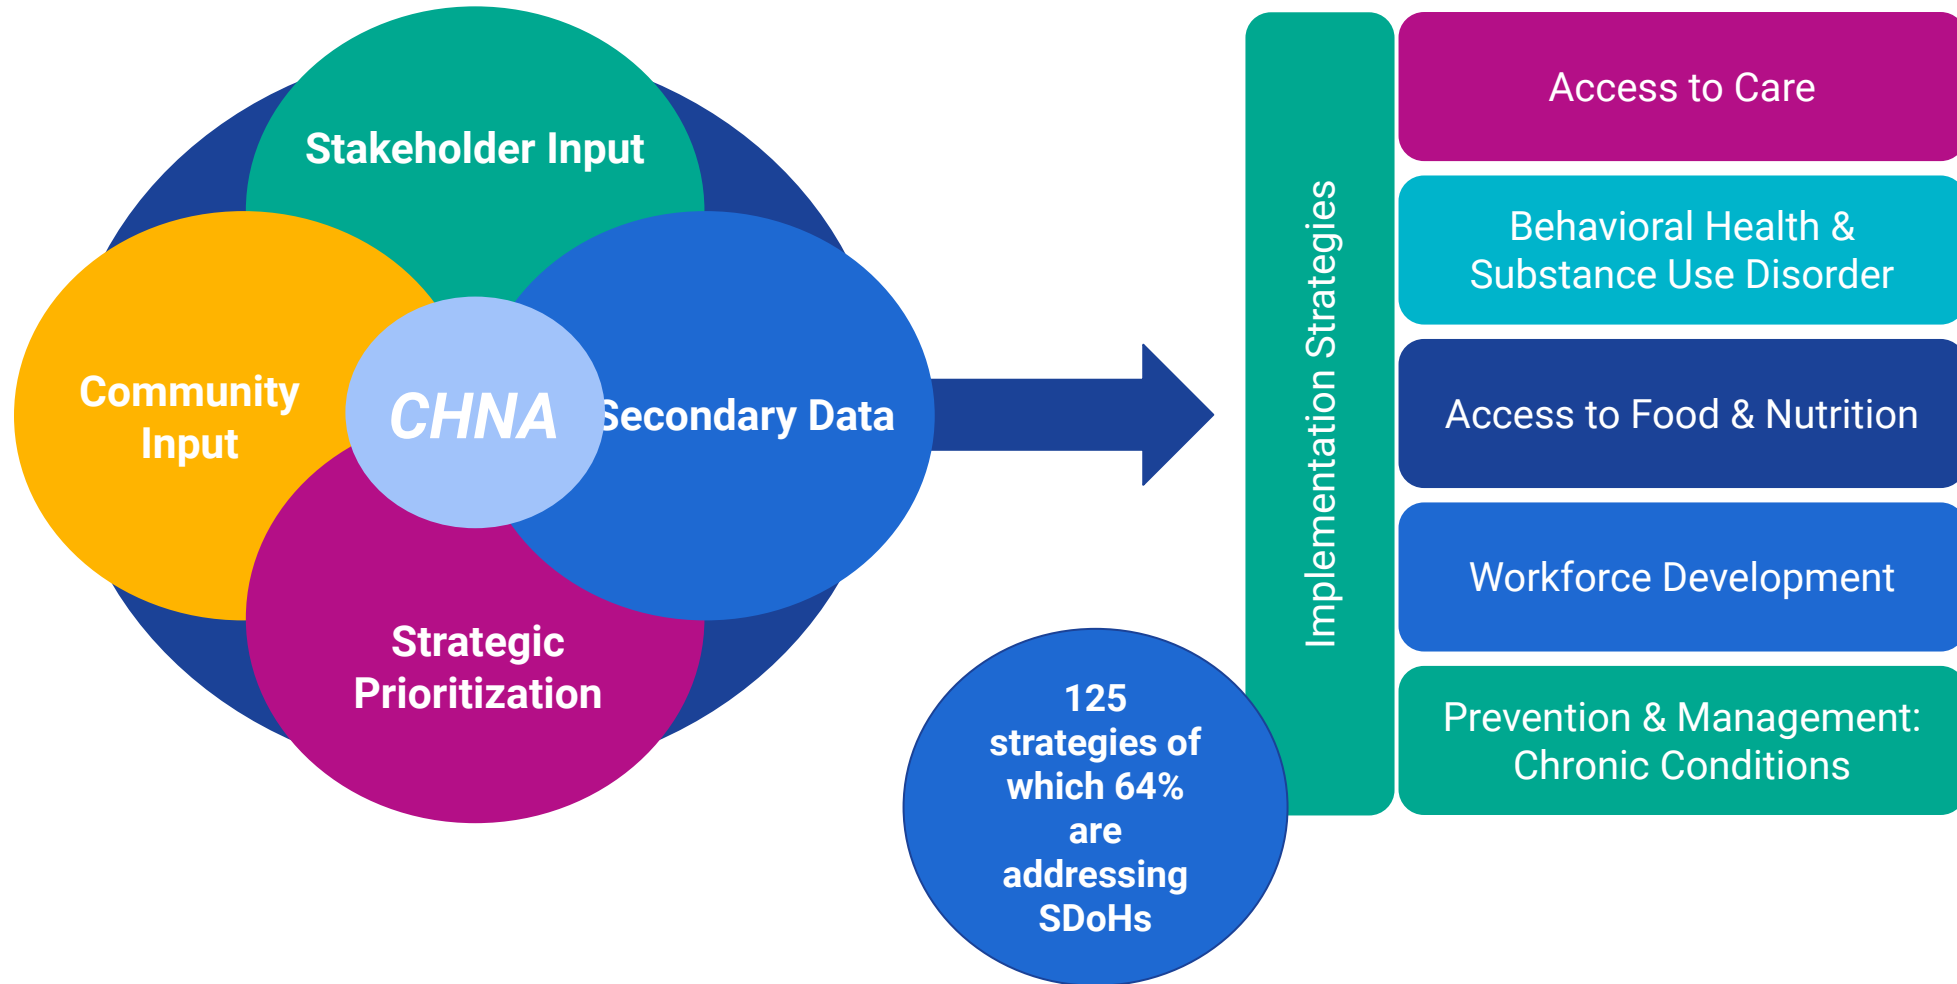 Stakeholder Input
Community
Input
CHNA
Secondary Data
Strategic
Prioritization
125
strategies of
which 64%
are
addressing
SDoHs
Implementation Strategies
Access to Care
Behavioral Health &
Substance Use Disorder
Access to Food & Nutrition
Workforce Development
Prevention & Management:
Chronic Conditions